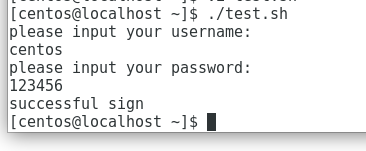 [centos@localhost ~]$ ./test.sh
please input your username:
centos
please input your password:
123456
successful sign
[centos@localhost ~]$